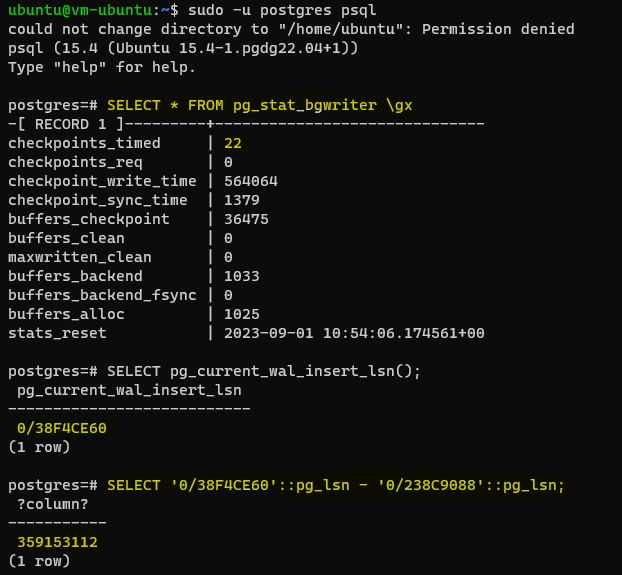 ubuntu@vm-ubuntu:~$ sudo -u postgres psql
could not change directory to "/home/ubuntu": Permission denied
psql (15.4 (Ubuntu 15.4-1.pgdg22.04+1))
Type "help" for help.

postgres=# SELECT * FROM pg_stat_bgwriter \gx
-[ RECORD 1 ]---------+------------------------------
checkpoints_timed     | 22
checkpoints_req       | 0
checkpoint_write_time | 564064
checkpoint_sync_time  | 1379
buffers_checkpoint    | 36475
buffers_clean         | 0
maxwritten_clean      | 0
buffers_backend       | 1033
buffers_backend_fsync | 0
buffers_alloc         | 1025
stats_reset           | 2023-09-01 10:54:06.174561+00

postgres=# SELECT pg_current_wal_insert_lsn();
 pg_current_wal_insert_lsn
---------------------------
 0/38F4CE60
(1 row)

postgres=# SELECT '0/38F4CE60'::pg_lsn - '0/238C9088'::pg_lsn;
 ?column?
-----------
 359153112
(1 row)